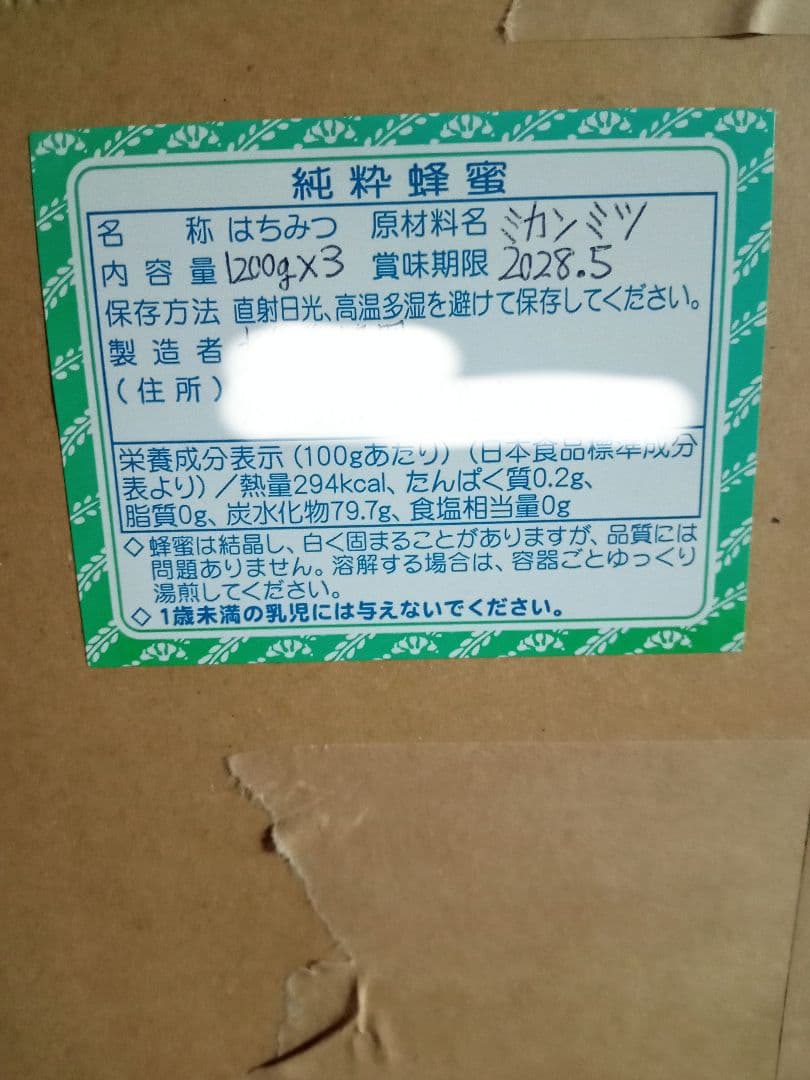 純粋蜂蜜
名称 はちみつ 原材料名 ミカンミツ
内容量 1200g×3 賞味期限 2028.5
保存方法 直射日光、高温多湿を避けて保存してください。
製造者
(住所)
栄養成分表示(100gあたり)(日本食品標準成分
表より)/熱量294kcal、たんぱく質0.2g、
脂質0g、炭水化物79.7g、食塩相当量0g
◇蜂蜜は結晶し、白く固まることがありますが、品質には
問題ありません。溶解する場合は、容器ごとゆっくり
湯煎してください。
◇1歳未満の乳児には与えないでください。